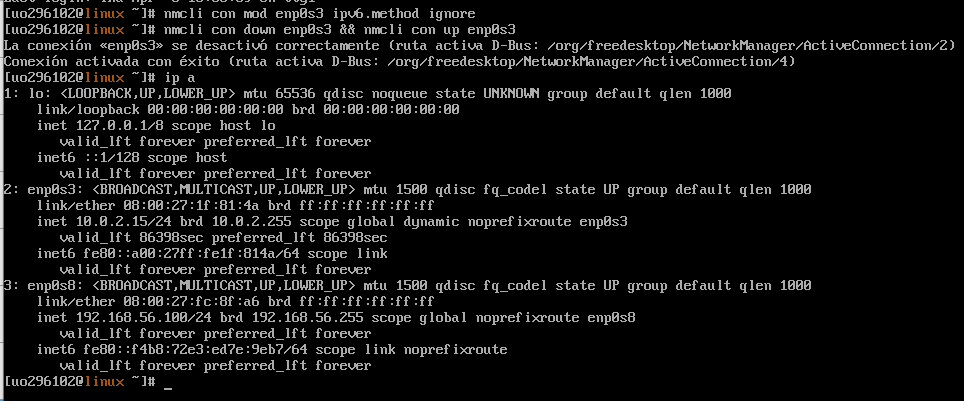 [uo296102@linux ~]# nmcli con mod enp0s3 ipv6.method ignore
[uo296102@linux ~]# nmcli con down enp0s3 && nmcli con up enp0s3
La conexión «enp0s3» se desactivó correctamente (ruta activa D-Bus: /org/freedesktop/NetworkManager/ActiveConnection/2)
Conexión activada con éxito (ruta activa D-Bus: /org/freedesktop/NetworkManager/ActiveConnection/4)
[uo296102@linux ~]# ip a
1: lo: <LOOPBACK,UP,LOWER_UP> mtu 65536 qdisc noqueue state UNKNOWN group default qlen 1000
    link/loopback 00:00:00:00:00:00 brd 00:00:00:00:00:00
    inet 127.0.0.1/8 scope host lo
       valid_lft forever preferred_lft forever
    inet6 ::1/128 scope host
       valid_lft forever preferred_lft forever
2: enp0s3: <BROADCAST,MULTICAST,UP,LOWER_UP> mtu 1500 qdisc fq_codel state UP group default qlen 1000
    link/ether 08:00:27:1f:81:4a brd ff:ff:ff:ff:ff:ff
    inet 10.0.2.15/24 brd 10.0.2.255 scope global dynamic noprefixroute enp0s3
       valid_lft 86398sec preferred_lft 86398sec
    inet6 fe80::a00:27ff:fe1f:814a/64 scope link
       valid_lft forever preferred_lft forever
3: enp0s8: <BROADCAST,MULTICAST,UP,LOWER_UP> mtu 1500 qdisc fq_codel state UP group default qlen 1000
    link/ether 08:00:27:fc:8f:a6 brd ff:ff:ff:ff:ff:ff
    inet 192.168.56.100/24 brd 192.168.56.255 scope global noprefixroute enp0s8
       valid_lft forever preferred_lft forever
    inet6 fe80::f4b8:72e3:ed7e:9eb7/64 scope link noprefixroute
       valid_lft forever preferred_lft forever
[uo296102@linux ~]# _